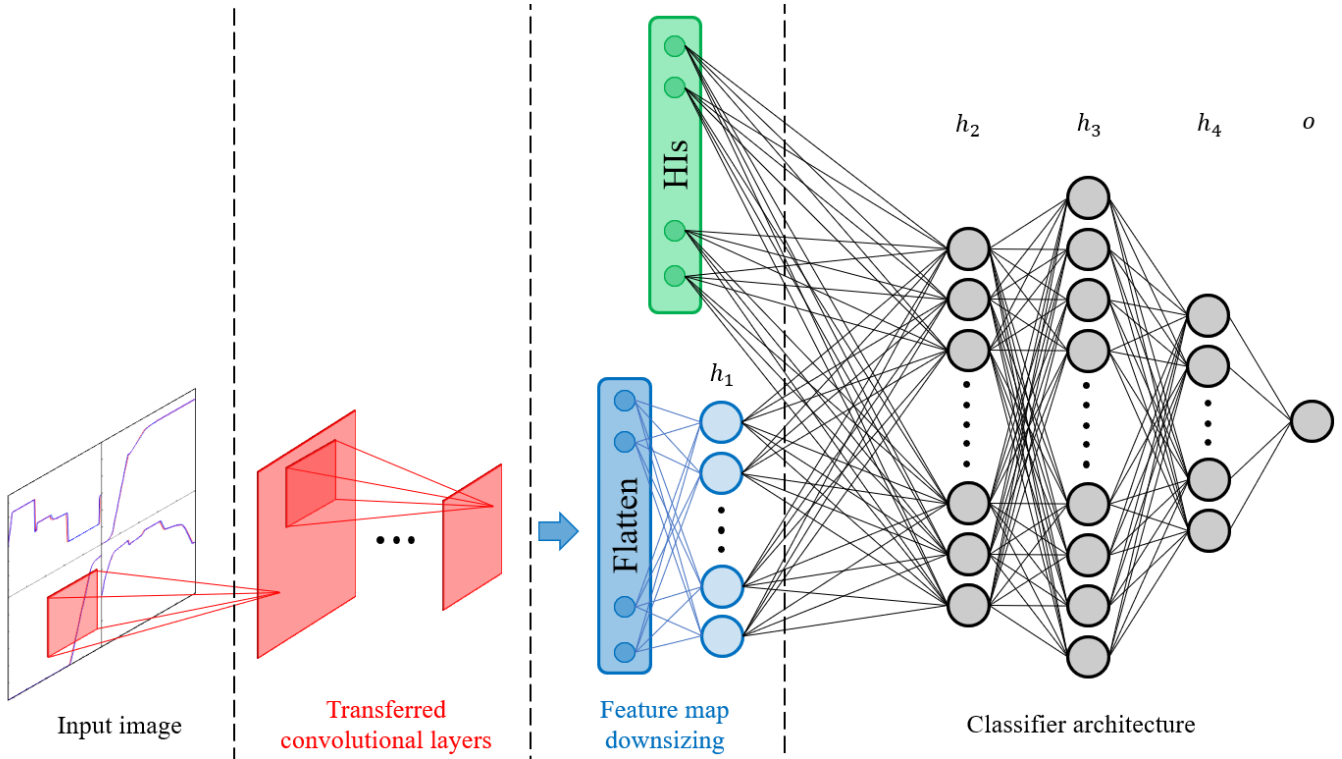 HIs
Flatten
h₁
h₂
h₃
h₄
o
Input image
Transferred
convolutional layers
Feature map
downsizing
Classifier architecture